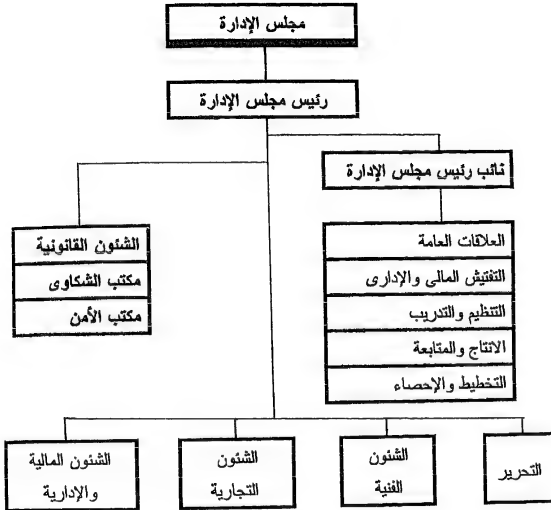 مجلس الإدارة
رئيس مجلس الإدارة
نائب رئيس مجلس الإدارة
العلاقات العامة
التفتيش المالى والإدارى
التنظيم والتدريب
الانتاج والمتابعة
التخطيط والإحصاء
الشئون القانونية
مكتب الشكاوى
مكتب الأمن
التحرير
الشئون
الفنية
الشئون
التجارية
الشئون المالية
والإدارية